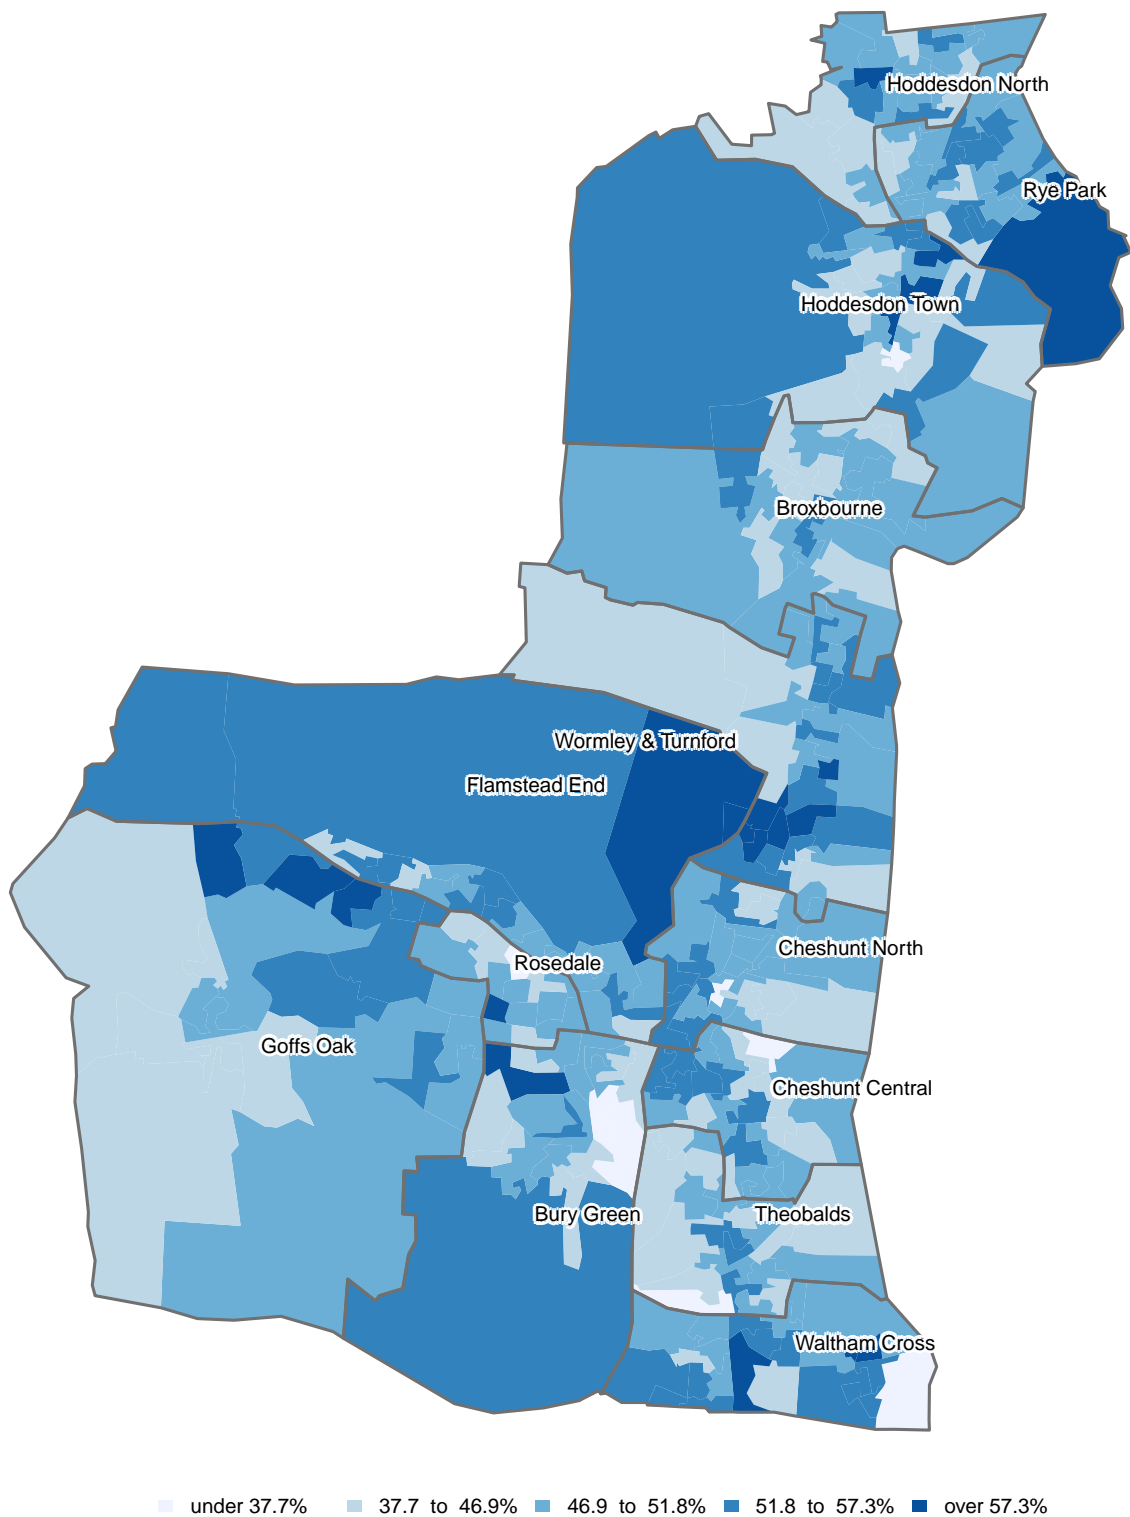 Hoddesdon North
Rye Park
Hoddesdon Town
Broxbourne
Wormley & Turnford
Flamstead End
Cheshunt North
Rosedale
Goffs Oak
Cheshunt Central
Bury Green
Theobalds
Waltham Cross
under 37.7% 37.7 to 46.9% 46.9 to 51.8% 51.8 to 57.3% over 57.3%